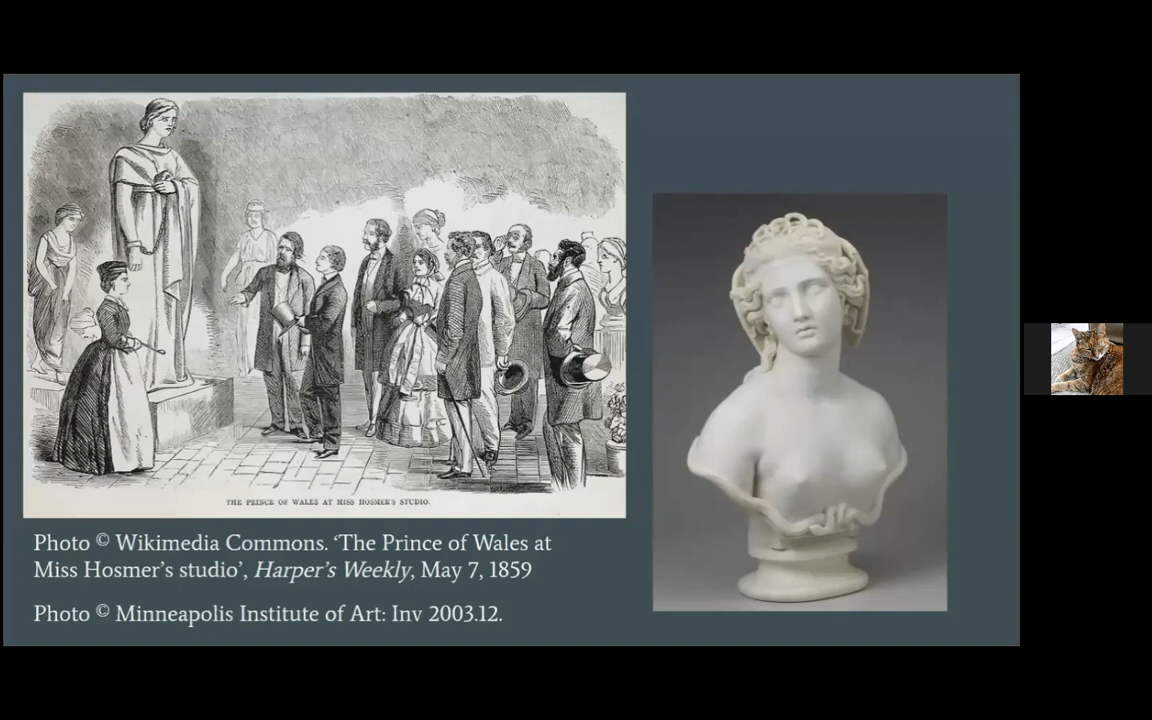 THE PRINCE OF WALES AT MISS HOSMER'S STUDIO.
Photo © Wikimedia Commons. ‘The Prince of Wales at
Miss Hosmer’s studio’, Harper’s Weekly, May 7, 1859
Photo © Minneapolis Institute of Art: Inv 2003.12.